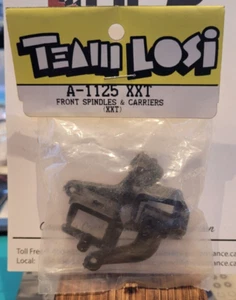 TEAM LOSI
A-1125 XXT
FRONT SPINDLES & CARRIERS
(XXT)
Toll Fre
Local: